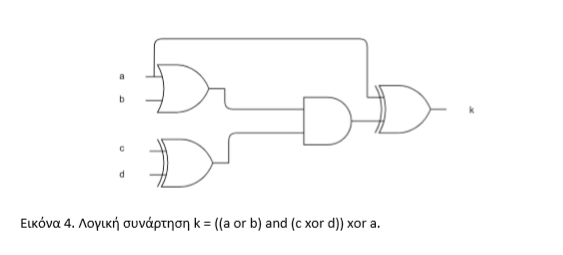 a
b
c
d
k
Εικόνα 4. Λογική συνάρτηση k = ((a or b) and (c xor d)) xor a.